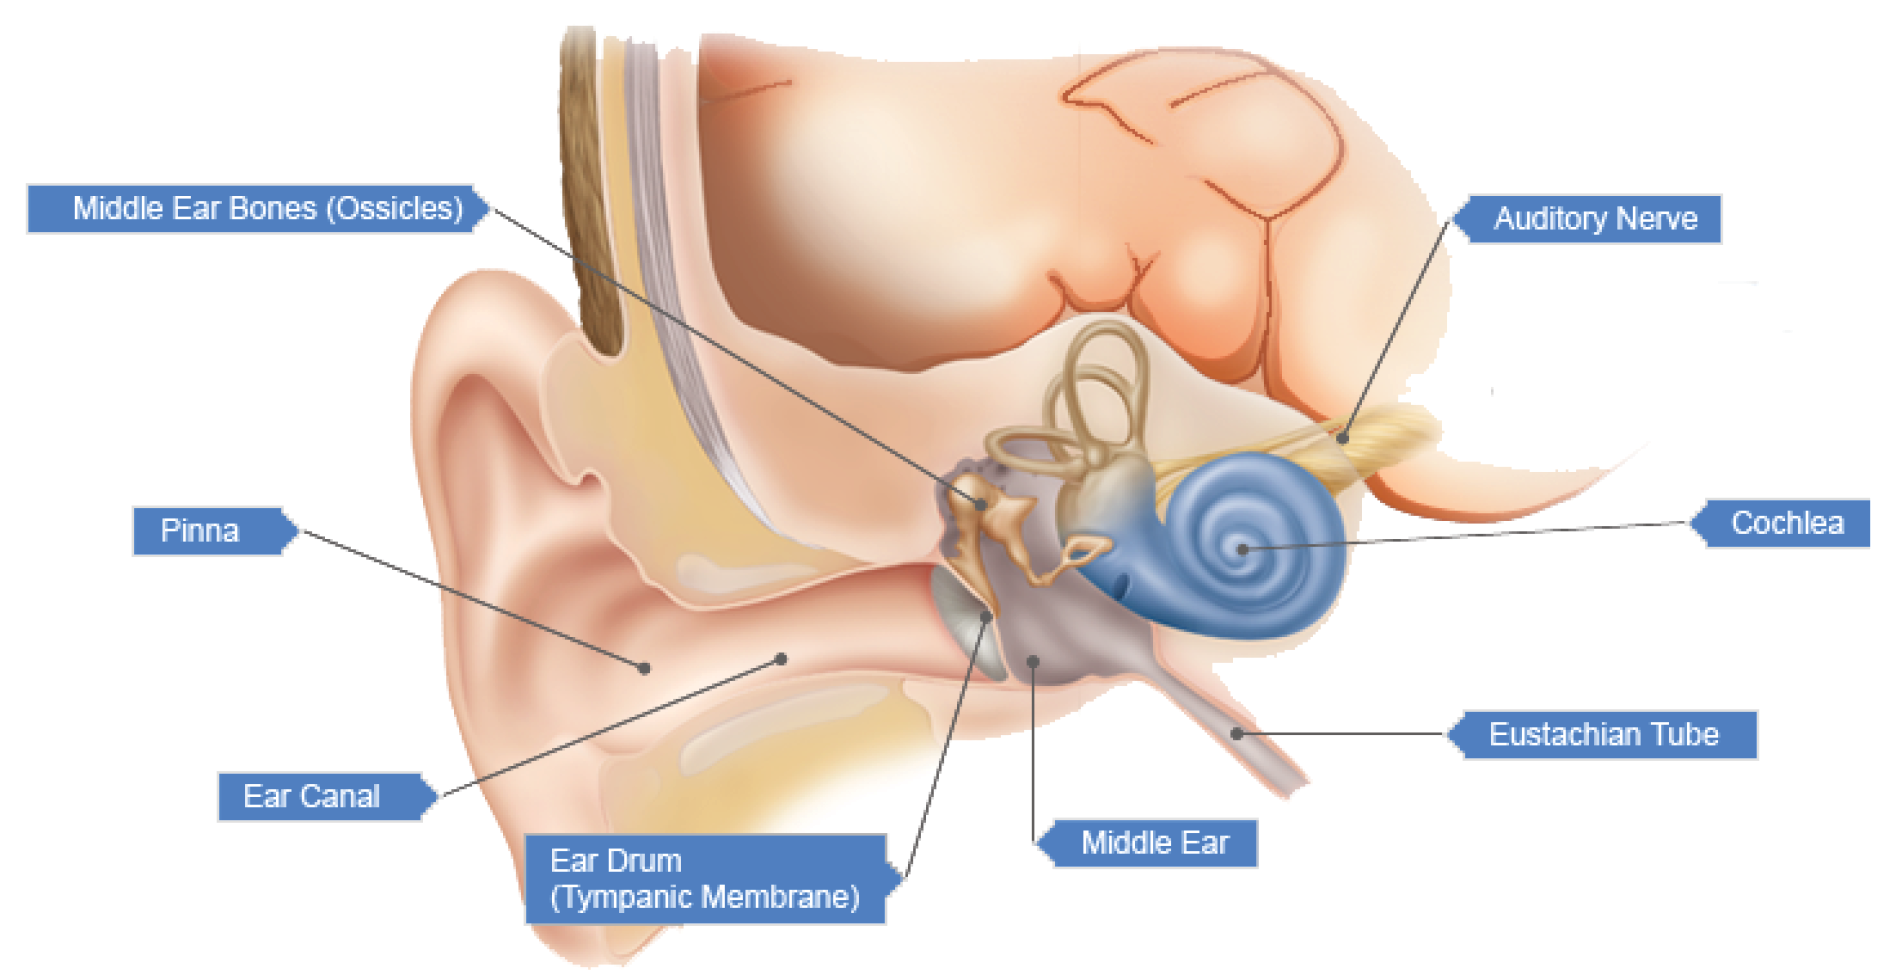 Middle Ear Bones (Ossicles)
Auditory Nerve
Pinna
Cochlea
Ear Canal
Eustachian Tube
Ear Drum
(Tympanic Membrane)
Middle Ear